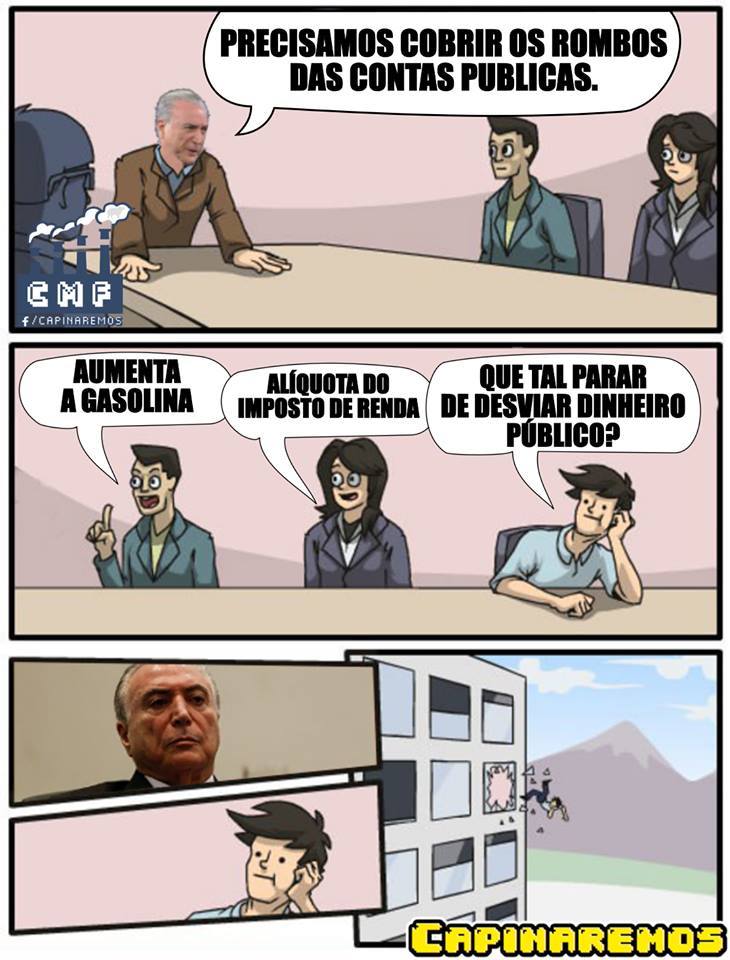 PRECISAMOS COBRIR OS ROMBOS
DAS CONTAS PUBLICAS.
CMF
f/CAPINAREMOS
AUMENTA
A GASOLINA
ALÍQUOTA DO
IMPOSTO DE RENDA
QUE TAL PARAR
DE DESVIAR DINHEIRO
PÚBLICO?
CAPINAREMOS